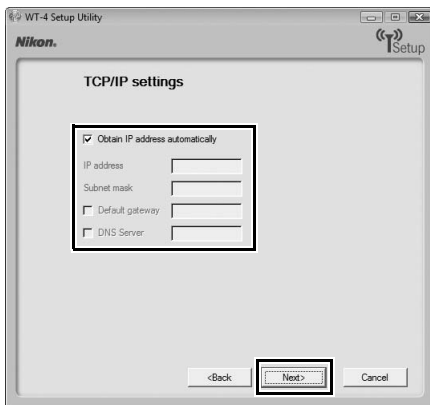 WT-4 Setup Utility
Nikon.
Setup
TCP/IP settings
Obtain IP address automatically
IP address
Subnet mask
Default gateway
DNS Server
<Back
Next>
Cancel